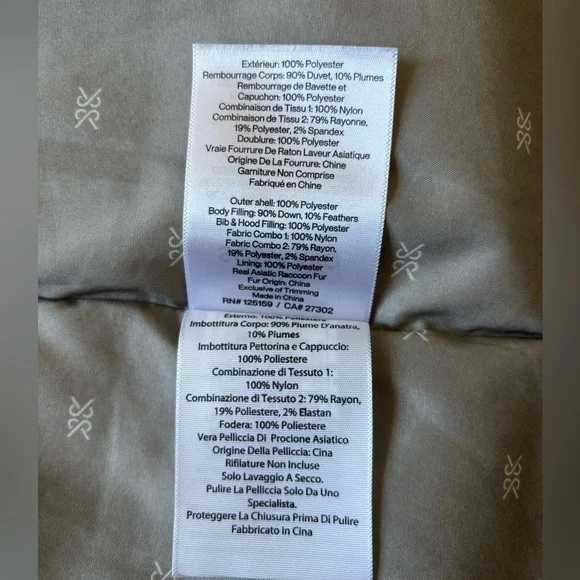 Extérieur: 100% Polyester
Rembourrage Corps: 90% Duvet, 10% Plumes
Rembourrage de Bavette et
Capuchon: 100% Polyester
Combinaison de Tissu 1: 100% Nylon
Combinaison de Tissu 2: 79% Rayonne,
19% Polyester, 2% Spandex
Doublure: 100% Polyester
Vraie Fourrure De Raton Laveur Asiatique
Origine De La Fourrure: Chine
Garniture Non Comprise
Fabriqué en Chine
Outer shell: 100% Polyester
Body Filling: 90% Down, 10% Feathers
Bib & Hood Filling: 100% Polyester
Fabric Combo 1: 100% Nylon
Fabric Combo 2: 79% Rayon,
19% Polyester, 2% Spandex
Lining: 100% Polyester
Real Asiatic Raccoon Fur
Fur Origin: China
Exclusive of Trimming
Made in China
RN# 125159 / CA# 27302
Esterno: 100% Poliestere
Imbottitura Corpo: 90% Piume D'anatra,
10% Piumes
Imbottitura Pettorina e Cappuccio:
100% Poliestere
Combinazione di Tessuto 1:
100% Nylon
Combinazione di Tessuto 2: 79% Rayon,
19% Poliestere, 2% Elastan
Fodera: 100% Poliestere
Vera Pelliccia DI Procione Asiatico
Origine Della Pelliccia: Cina
Rifilature Non Incluse
Solo Lavaggio A Secco.
Pulire La Pelliccia Solo Da Uno
Specialista.
Proteggere La Chiusura Prima Di Pulire
Fabbricato In Cina